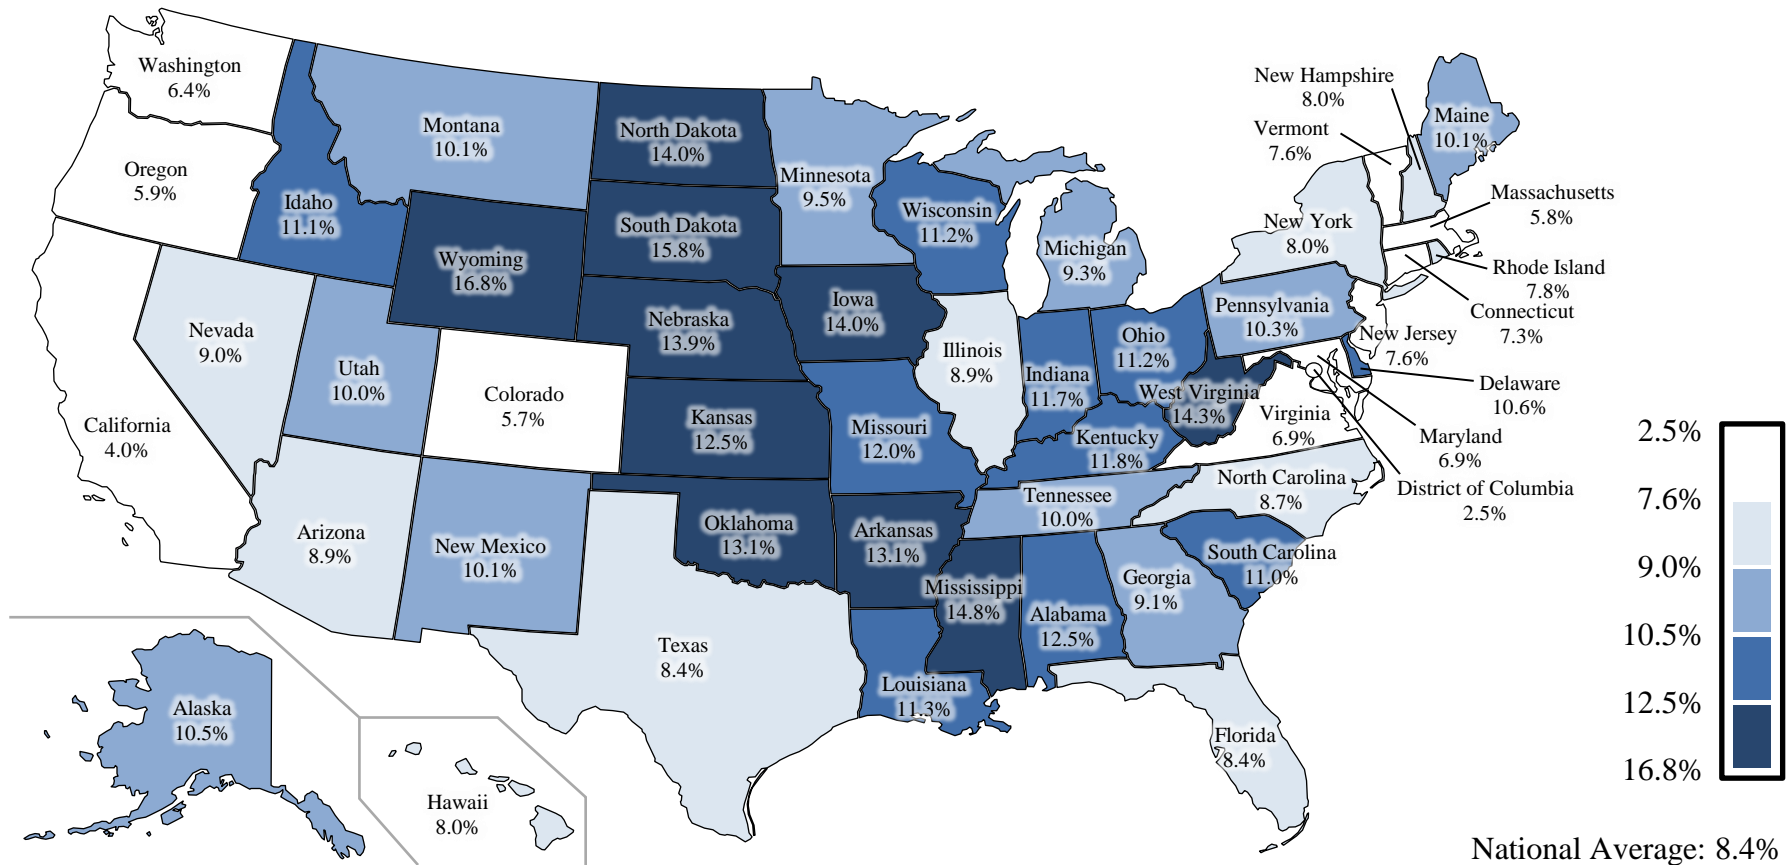 Washington
6.4%
Oregon
5.9%
California
4.0%
Idaho
11.1%
Nevada
9.0%
Montana
10.1%
Wyoming
16.8%
Utah
10.0%
Colorado
5.7%
Arizona
8.9%
New Mexico
10.1%
North Dakota
14.0%
South Dakota
15.8%
Nebraska
13.9%
Kansas
12.5%
Oklahoma
13.1%
Texas
8.4%
Minnesota
9.5%
Iowa
14.0%
Missouri
12.0%
Arkansas
13.1%
Louisiana
11.3%
Wisconsin
11.2%
Illinois
8.9%
Michigan
9.3%
Indiana
11.7%
Ohio
11.2%
Kentucky
11.8%
Tennessee
10.0%
Mississippi
14.8%
Alabama
12.5%
Georgia
9.1%
Florida
8.4%
South Carolina
11.0%
North Carolina
8.7%
West Virginia
14.3%
Virginia
6.9%
Pennsylvania
10.3%
New York
8.0%
New Hampshire
8.0%
Vermont
7.6%
Maine
10.1%
Massachusetts
5.8%
Rhode Island
7.8%
Connecticut
7.3%
New Jersey
7.6%
Delaware
10.6%
Maryland
6.9%
District of Columbia
2.5%
Alaska
10.5%
Hawaii
8.0%
2.5%
7.6%
9.0%
10.5%
12.5%
16.8%
National Average: 8.4%